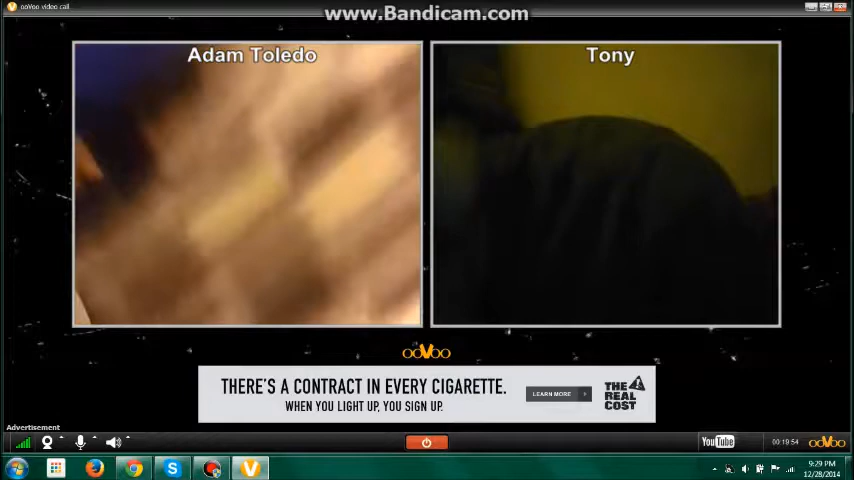 www.Bandicam.com
ooVoo video call
Adam Toledo
Tony
ooVoo
THERE'S A CONTRACT IN EVERY CIGARETTE.
WHEN YOU LIGHT UP, YOU SIGN UP.
LEARN MORE
THE
REAL
COST
Advertisement
YouTube
00:19:54
ooVoo
9:29 PM
12/28/2014